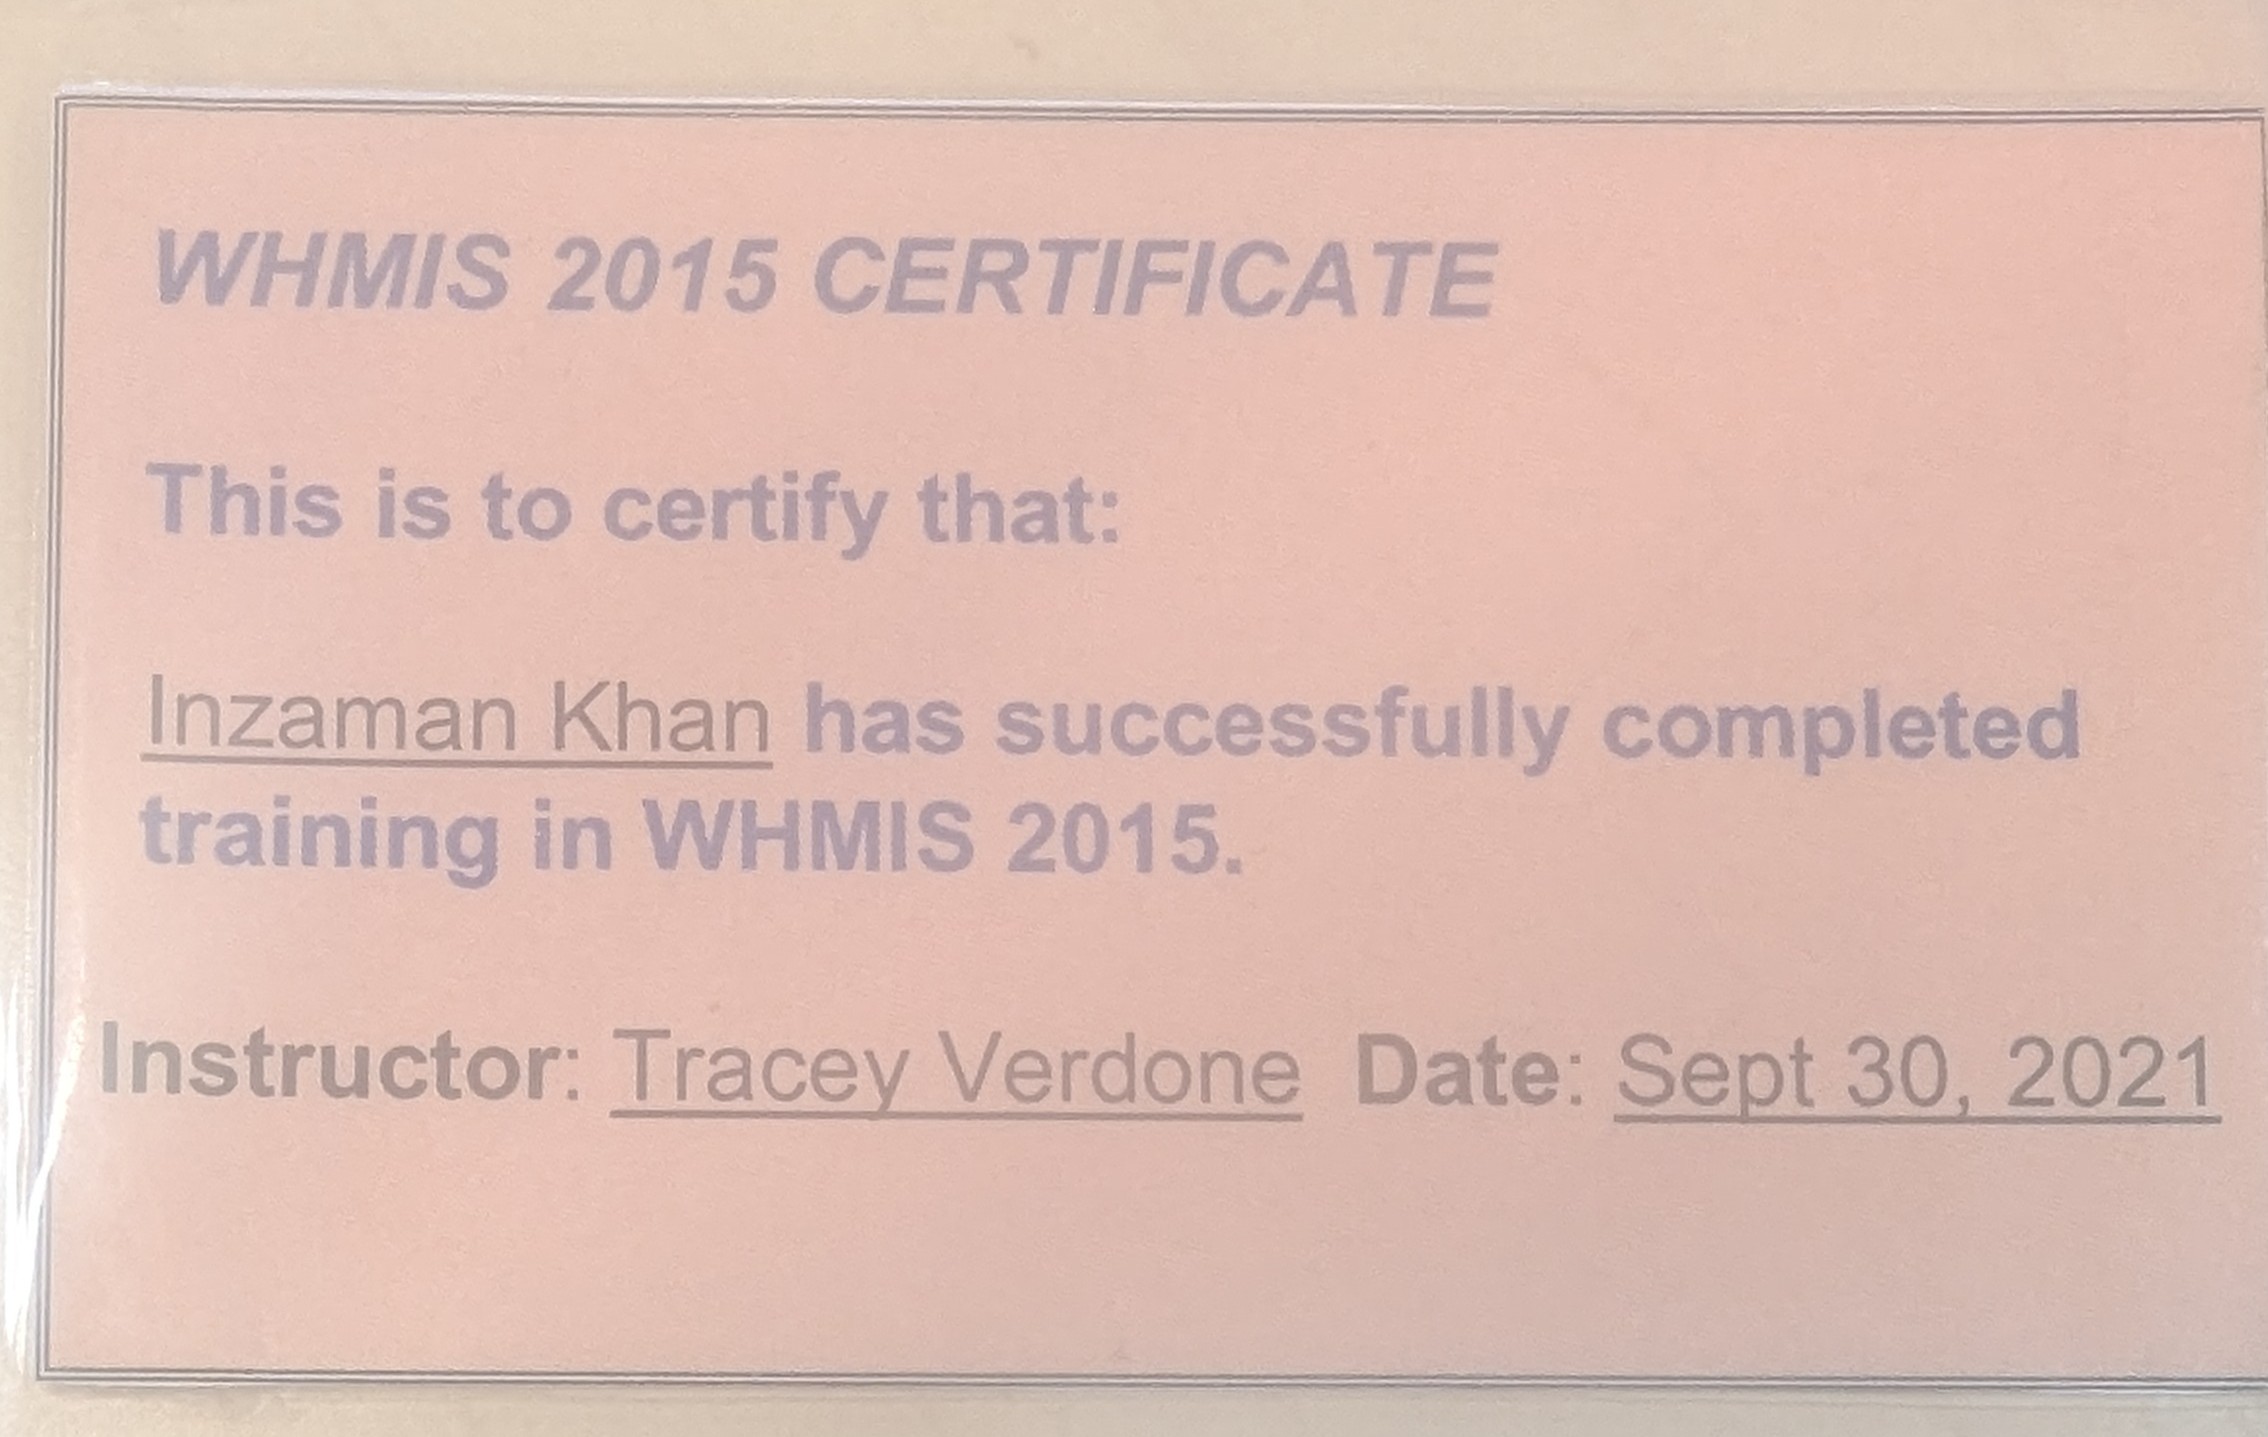 WHMIS 2015 CERTIFICATE
This is to certify that:
Inzaman Khan has successfully completed
training in WHMIS 2015.
Instructor: Tracey Verdone Date: Sept 30, 2021